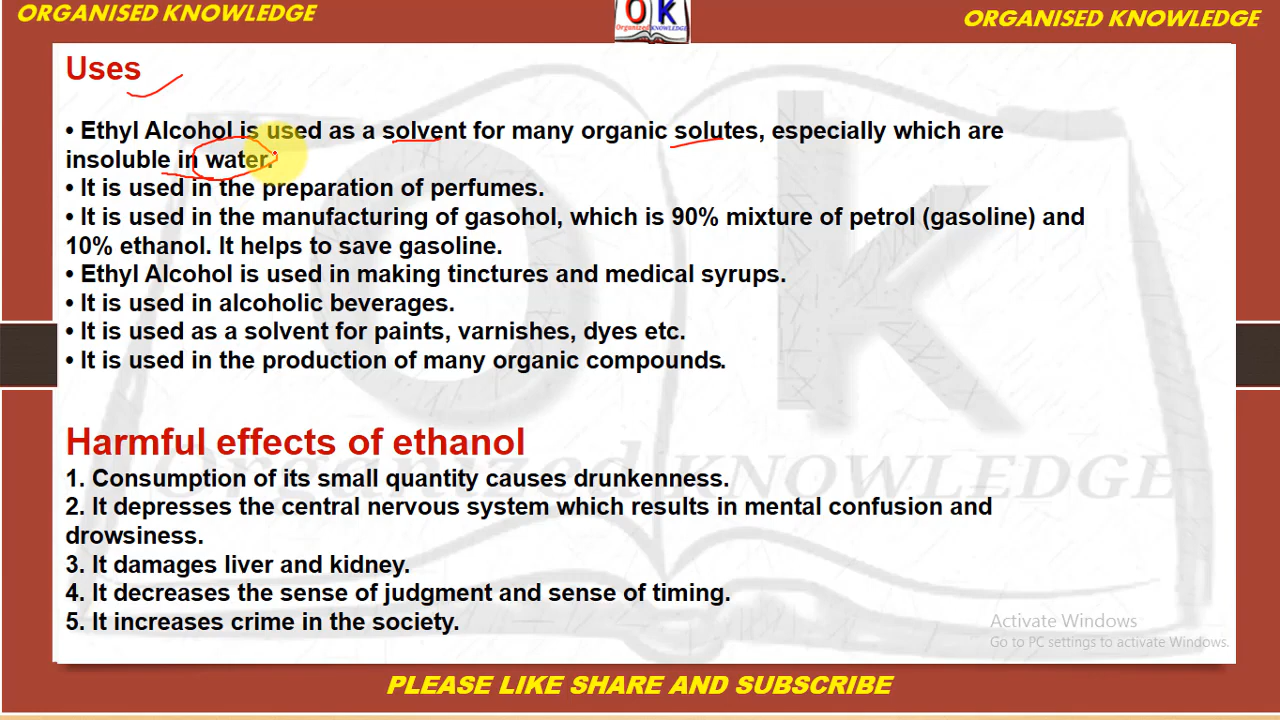 ORGANISED KNOWLEDGE
OK
Organized KNOWLEDGE
ORGANISED KNOWLEDGE
Uses
• Ethyl Alcohol is used as a solvent for many organic solutes, especially which are
insoluble in water.
• It is used in the preparation of perfumes.
• It is used in the manufacturing of gasohol, which is 90% mixture of petrol (gasoline) and
10% ethanol. It helps to save gasoline.
• Ethyl Alcohol is used in making tinctures and medical syrups.
• It is used in alcoholic beverages.
• It is used as a solvent for paints, varnishes, dyes etc.
• It is used in the production of many organic compounds.
Harmful effects of ethanol
1. Consumption of its small quantity causes drunkenness.
2. It depresses the central nervous system which results in mental confusion and
drowsiness.
3. It damages liver and kidney.
4. It decreases the sense of judgment and sense of timing.
5. It increases crime in the society.
OK
Organized KNOWLEDGE
Activate Windows
Go to PC settings to activate Windows.
PLEASE LIKE SHARE AND SUBSCRIBE